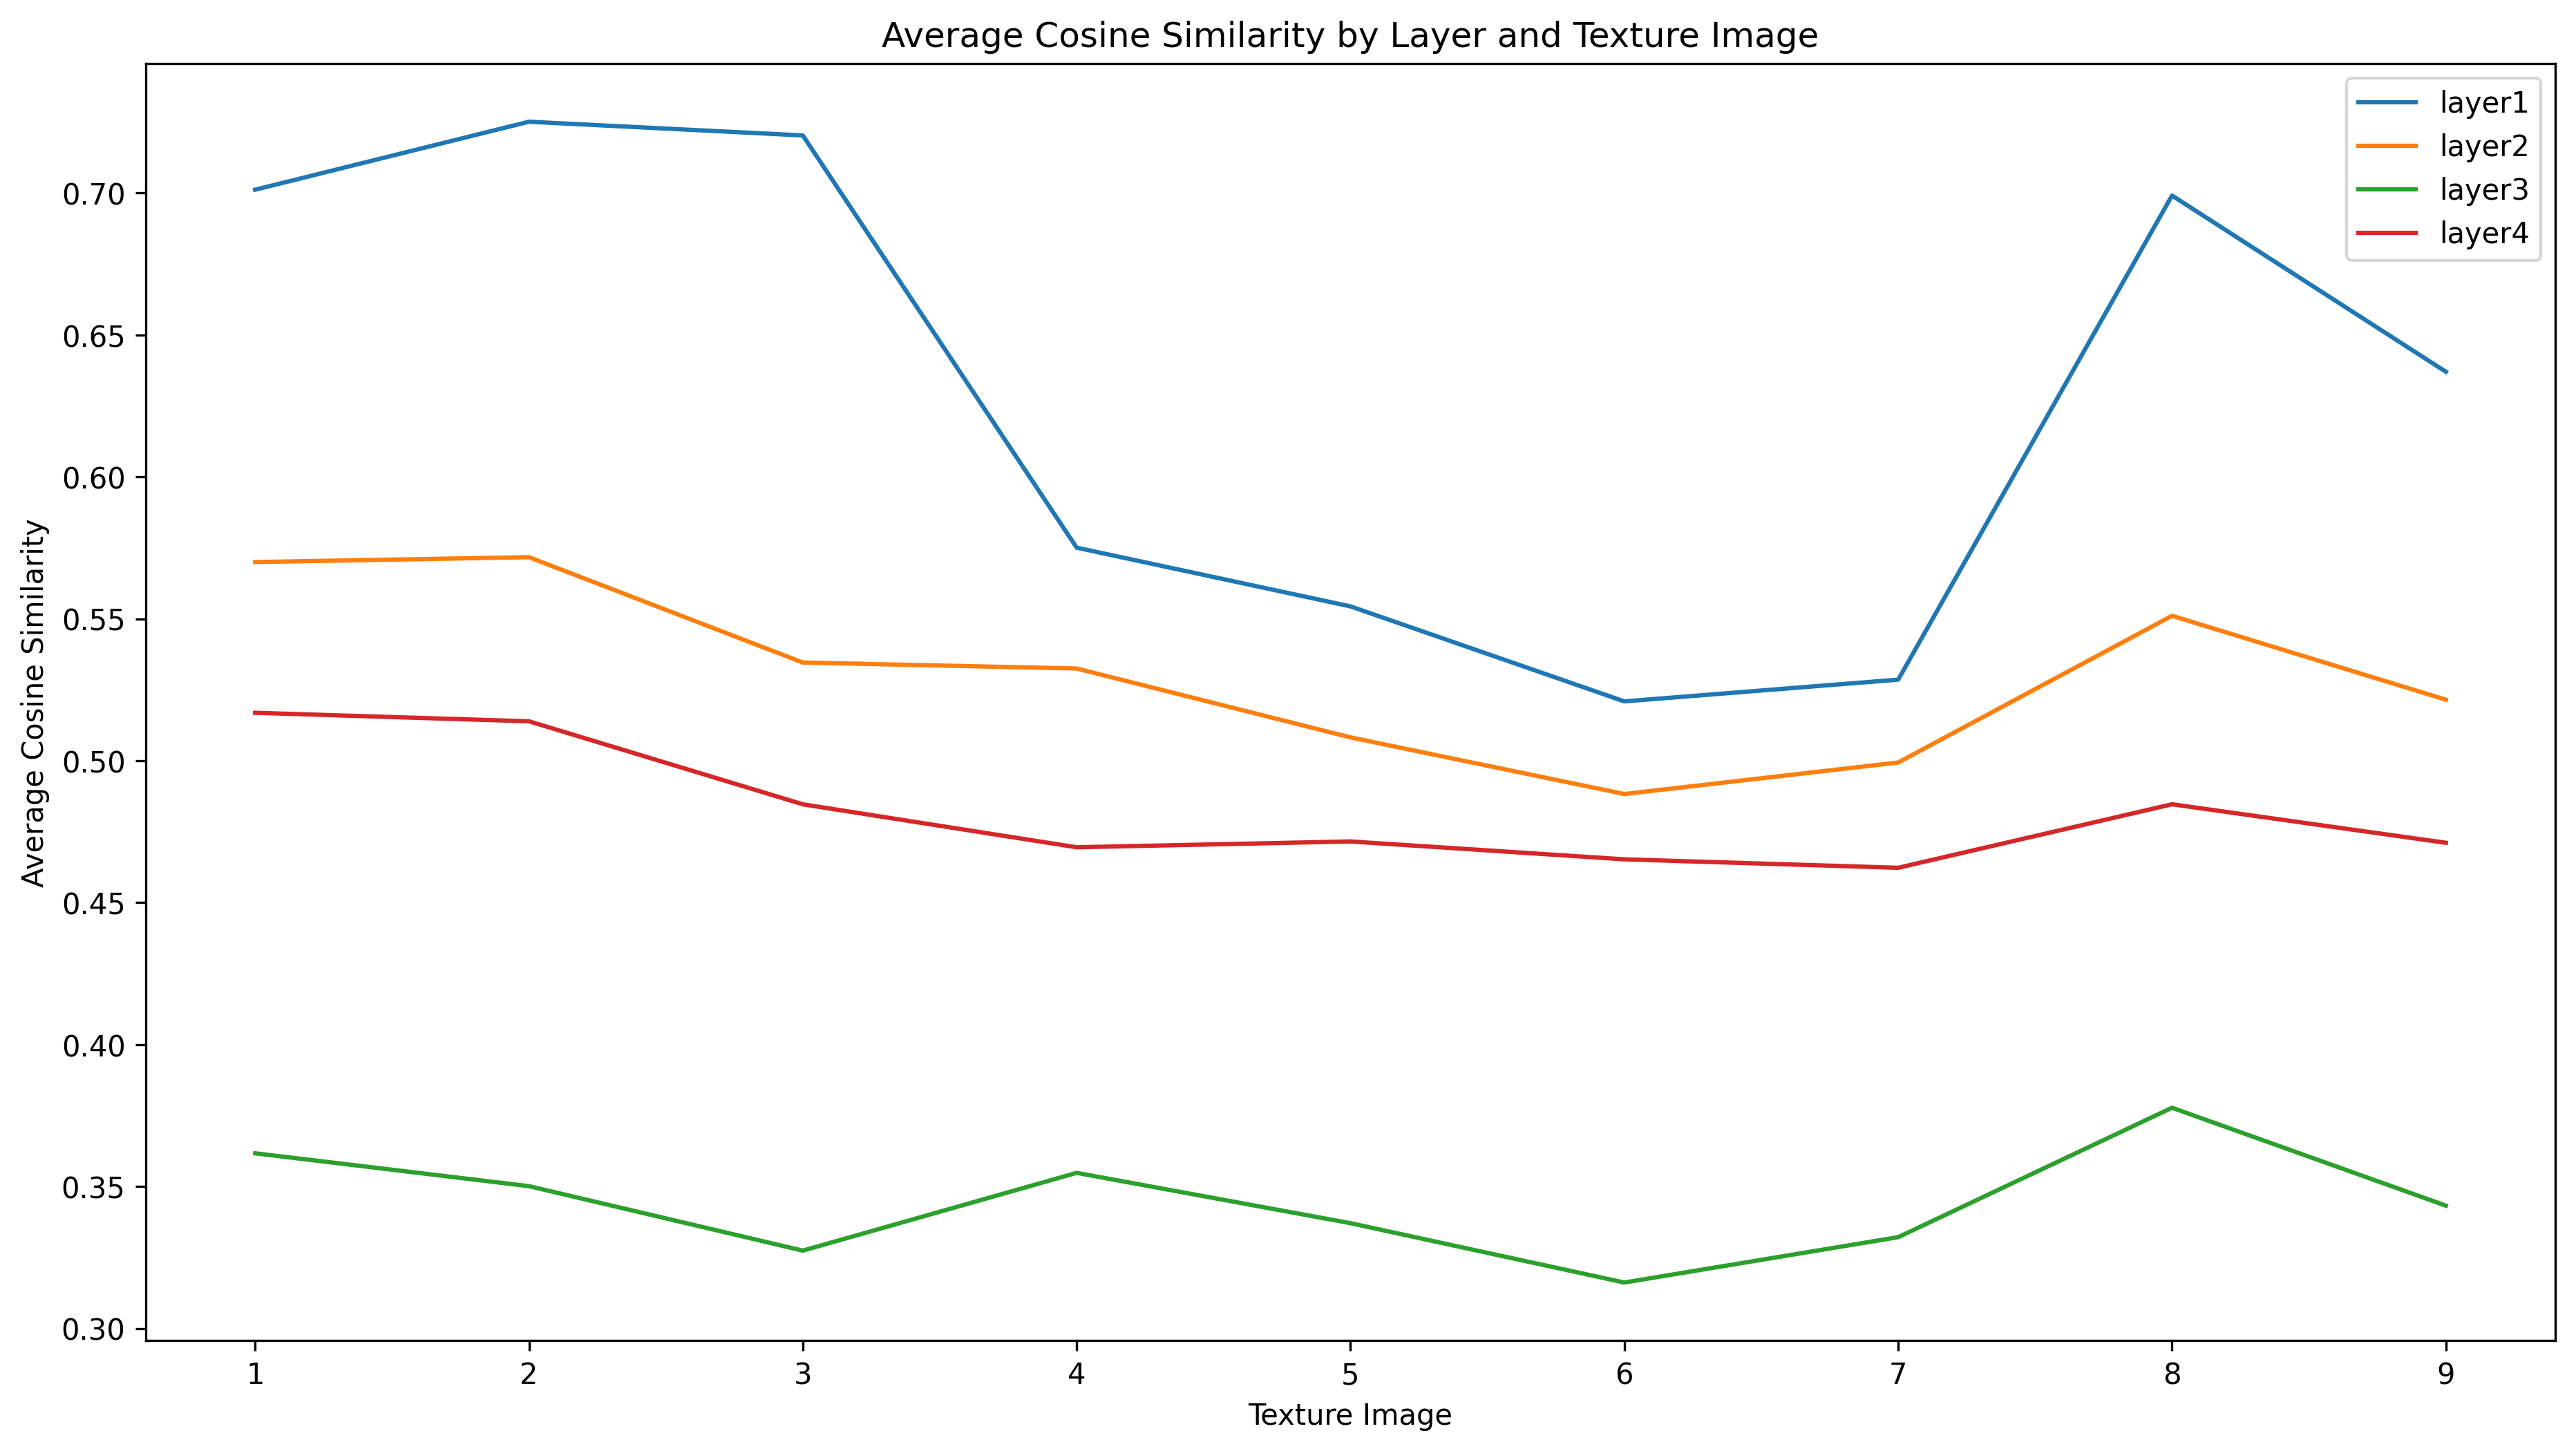 Average Cosine Similarity by Layer and Texture Image
layer1
layer2
layer3
layer4
Average Cosine Similarity
0.70
0.65
0.60
0.55
0.50
0.45
0.40
0.35
0.30
1 2 3 4 5 6 7 8 9
Texture Image